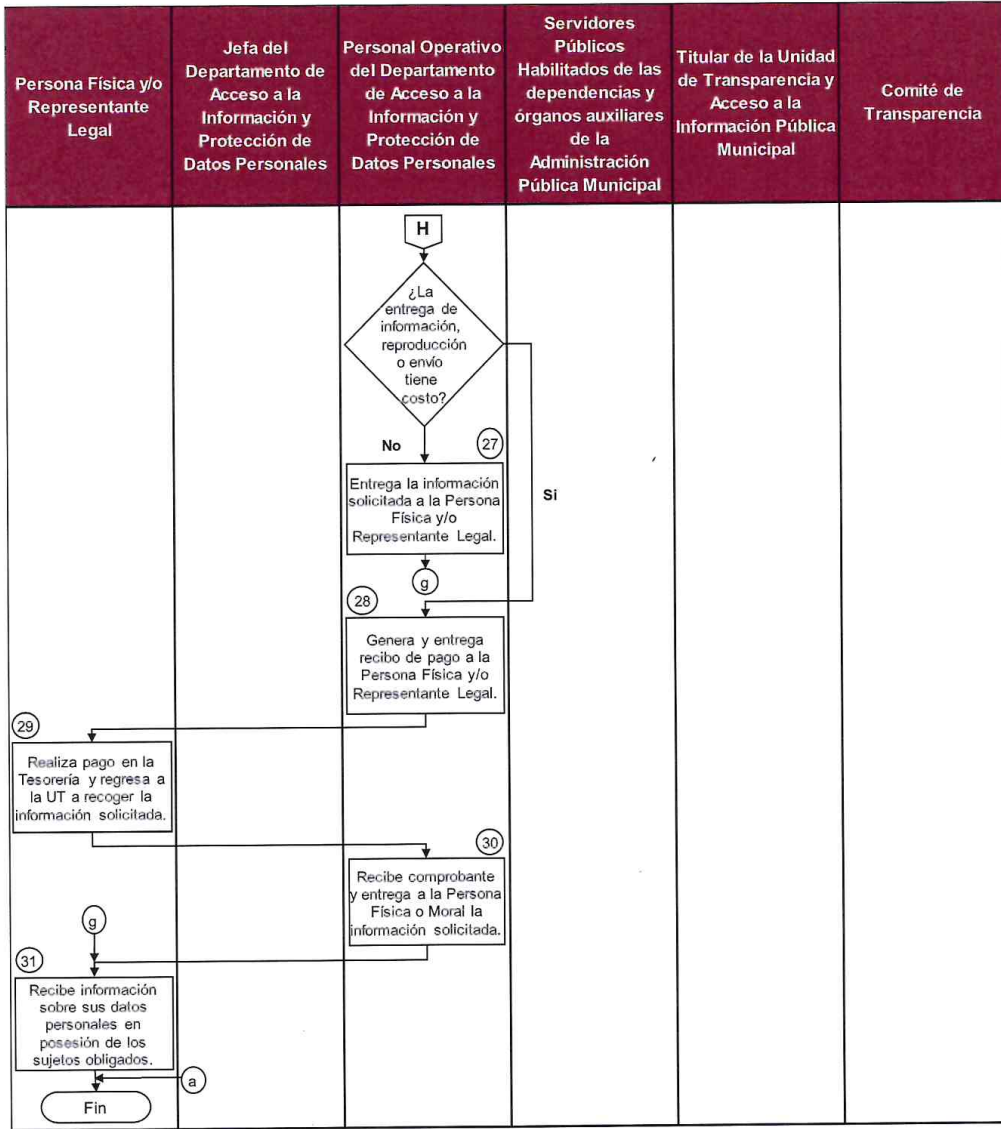 Persona Física y/o
Representante
Legal
Jefa del
Departamento de
Acceso a la
Información y
Protección de
Datos Personales
Personal Operativo
del Departamento
de Acceso a la
Información y
Protección de
Datos Personales
Servidores
Públicos
Habilitados de las
dependencias y
órganos auxiliares
de la
Administración
Pública Municipal
Titular de la Unidad
de Transparencia y
Acceso a la
Información Pública
Municipal
Comité de
Transparencia
H
¿La
entrega de
información,
reproducción
o envío
tiene
costo?
No
27
Si
Entrega la información
solicitada a la Persona
Física y/o
Representante Legal.
g
28
Genera y entrega
recibo de pago a la
Persona Física y/o
Representante Legal.
29
Realiza pago en la
Tesorería y regresa a
la UT a recoger la
información solicitada.
30
Recibe comprobante
y entrega a la Persona
Física o Moral la
información solicitada.
g
31
Recibe información
sobre sus datos
personales en
posesión de los
sujetos obligados.
a
Fin